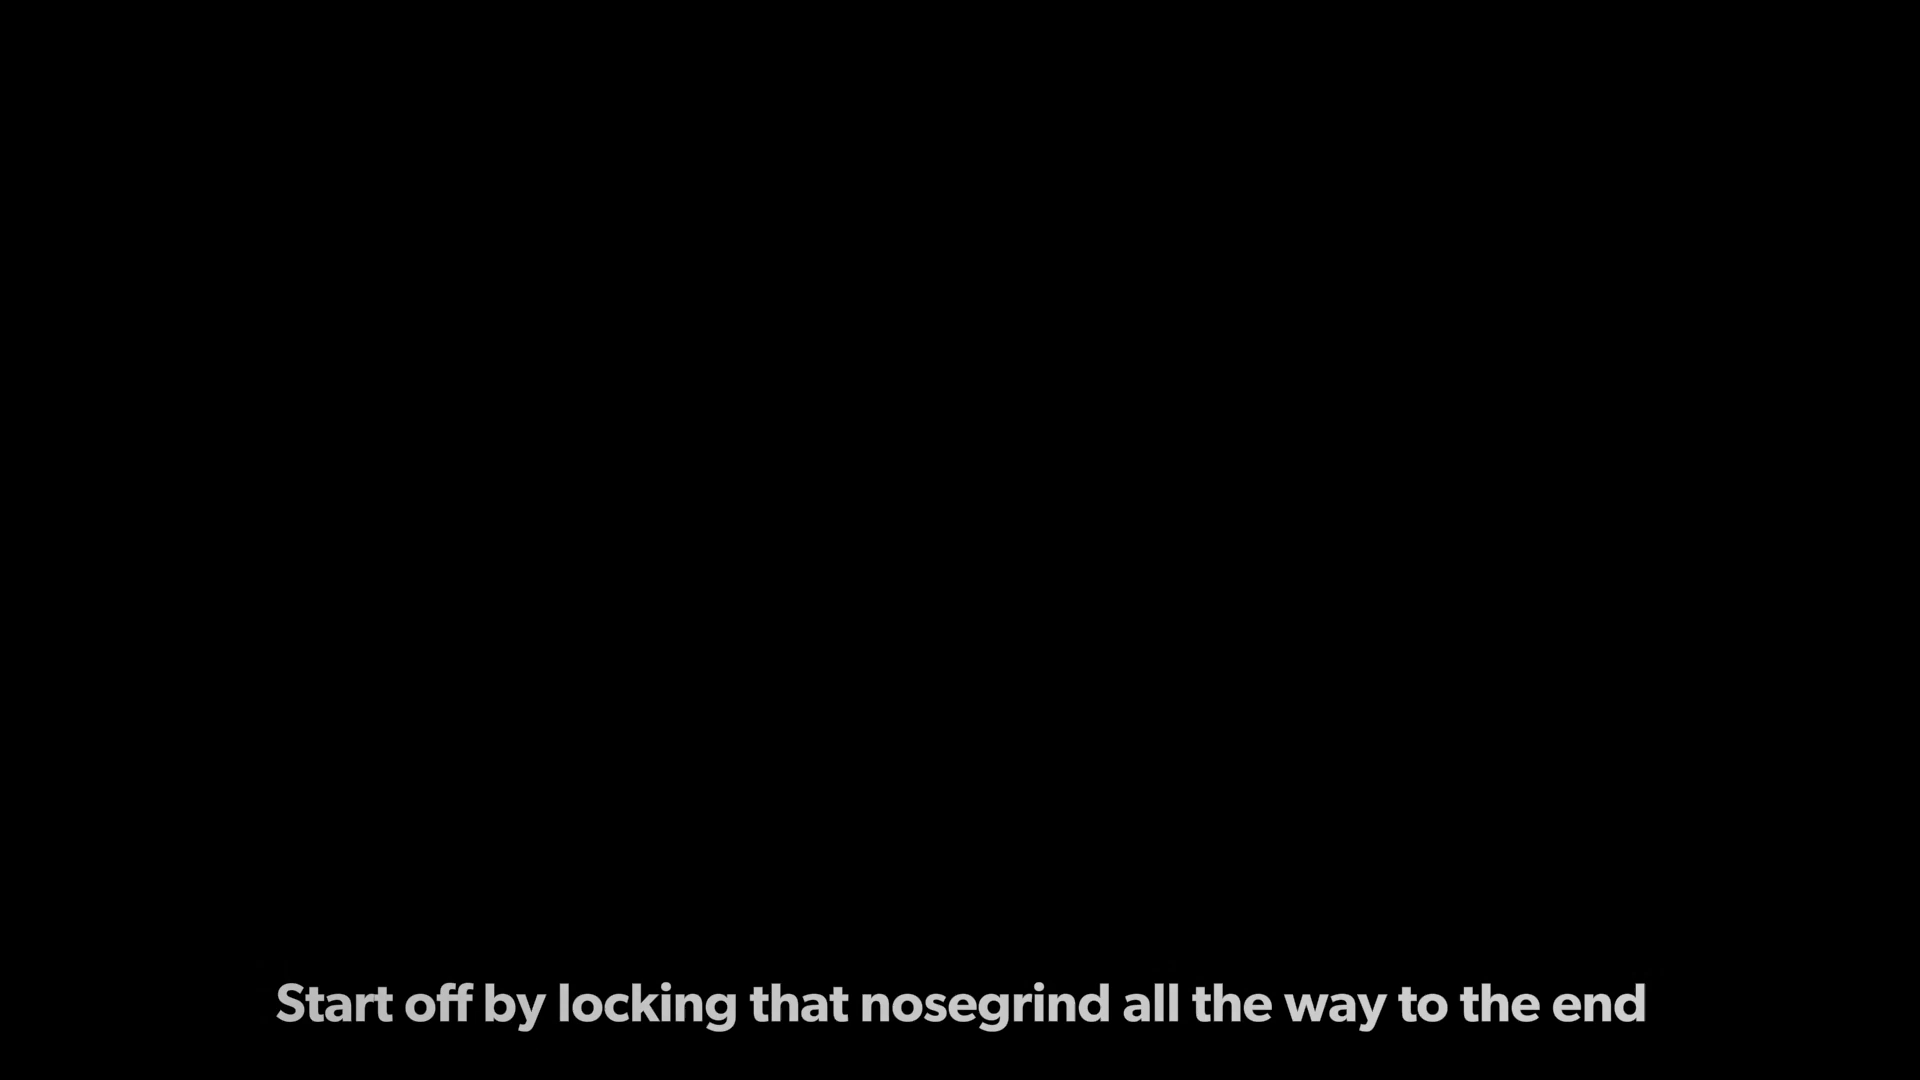 Start off by locking that nosegrind all the way to the end